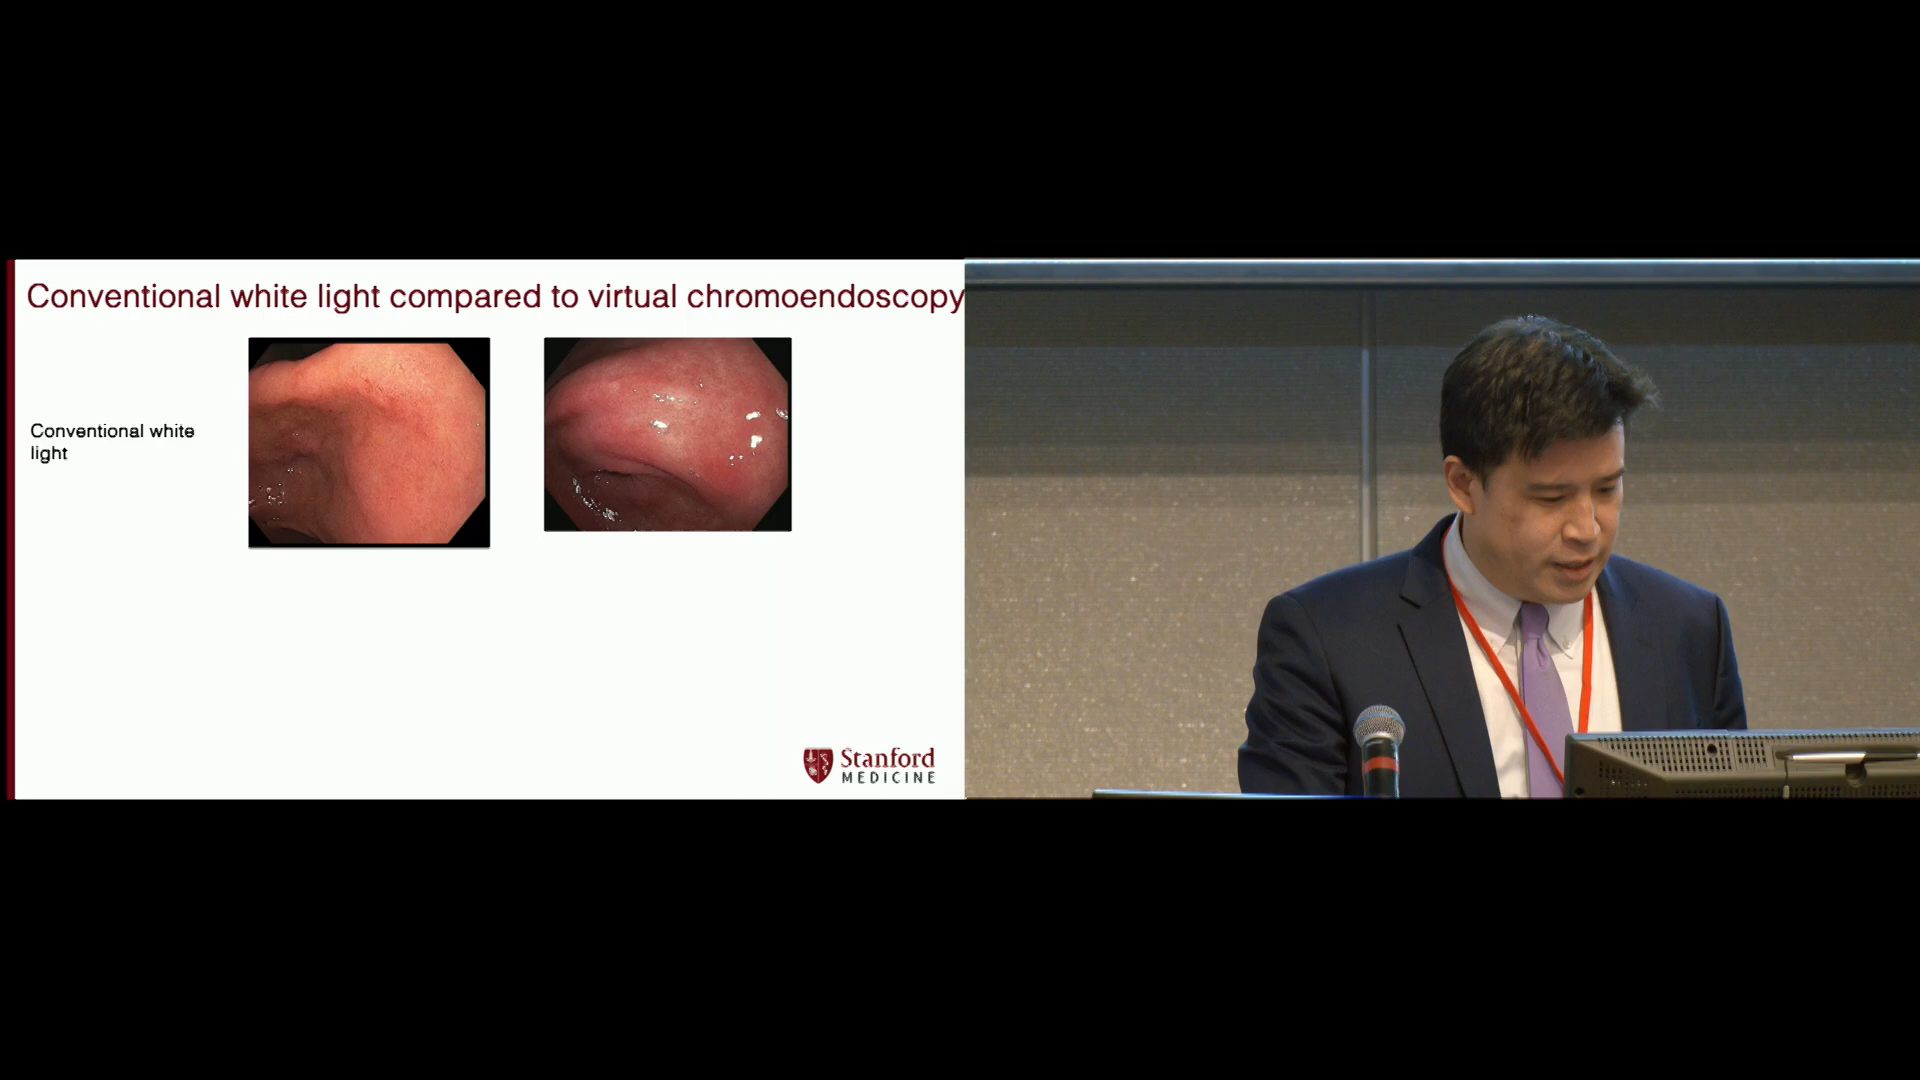 Conventional white light compared to virtual chromoendoscopy
Conventional white
light
Stanford
MEDICINE